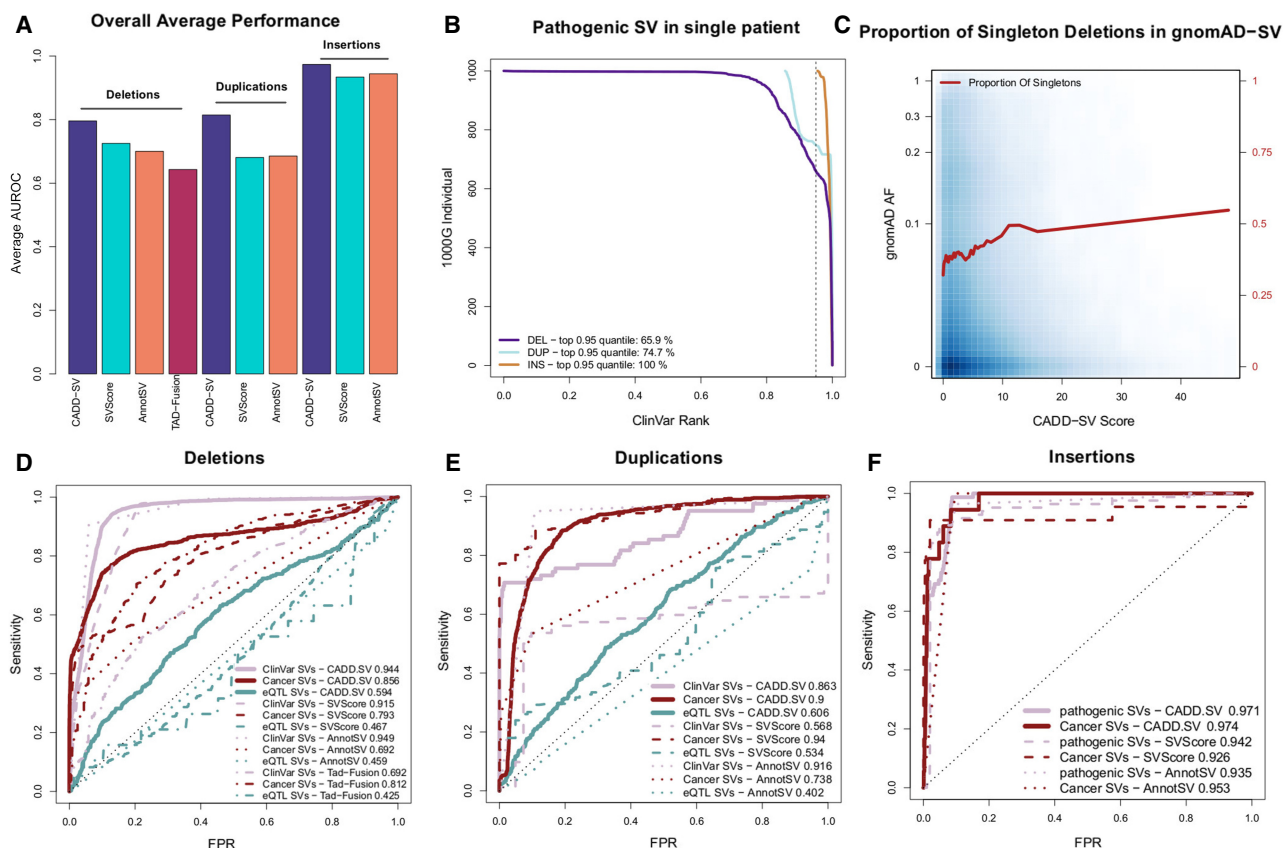 A
Overall Average Performance
Average AUROC
0.0
0.2
0.4
0.6
0.8
1.0
Deletions
Duplications
Insertions
CADD-SV
SVScore
AnnotSV
TAD-Fusion
CADD-SV
SVScore
AnnotSV
CADD-SV
SVScore
AnnotSV
B
Pathogenic SV in single patient
1000G Individual
0
200
400
600
800
1000
DEL – top 0.95 quantile: 65.9 %
DUP – top 0.95 quantile: 74.7 %
INS – top 0.95 quantile: 100 %
0.0
0.2
0.4
0.6
0.8
1.0
ClinVar Rank
C
Proportion of Singleton Deletions in gnomAD−SV
Proportion Of Singletons
gnomAD AF
1
0.3
0.2
0.1
0
1
0.75
0.5
0.25
0
0
10
20
30
40
CADD-SV Score
D
Deletions
Sensitivity
0.0
0.2
0.4
0.6
0.8
1.0
ClinVar SVs – CADD.SV 0.944
Cancer SVs – CADD.SV 0.856
eQTL SVs – CADD.SV 0.594
ClinVar SVs – SVScore 0.915
Cancer SVs – SVScore 0.793
eQTL SVs – SVScore 0.467
ClinVar SVs – AnnotSV 0.949
Cancer SVs – AnnotSV 0.692
eQTL SVs – AnnotSV 0.459
ClinVar SVs – Tad-Fusion 0.692
Cancer SVs – Tad-Fusion 0.812
eQTL SVs – Tad-Fusion 0.425
0.0
0.2
0.4
0.6
0.8
1.0
FPR
E
Duplications
Sensitivity
0.0
0.2
0.4
0.6
0.8
1.0
ClinVar SVs – CADD.SV 0.863
Cancer SVs – CADD.SV 0.9
eQTL SVs – CADD.SV 0.606
ClinVar SVs – SVScore 0.568
Cancer SVs – SVScore 0.94
eQTL SVs – SVScore 0.534
ClinVar SVs – AnnotSV 0.916
Cancer SVs – AnnotSV 0.738
eQTL SVs – AnnotSV 0.402
0.0
0.2
0.4
0.6
0.8
1.0
FPR
F
Insertions
Sensitivity
0.0
0.2
0.4
0.6
0.8
1.0
pathogenic SVs – CADD.SV 0.971
Cancer SVs – CADD.SV 0.974
pathogenic SVs – SVScore 0.942
Cancer SVs – SVScore 0.926
pathogenic SVs – AnnotSV 0.935
Cancer SVs – AnnotSV 0.953
0.0
0.2
0.4
0.6
0.8
1.0
FPR